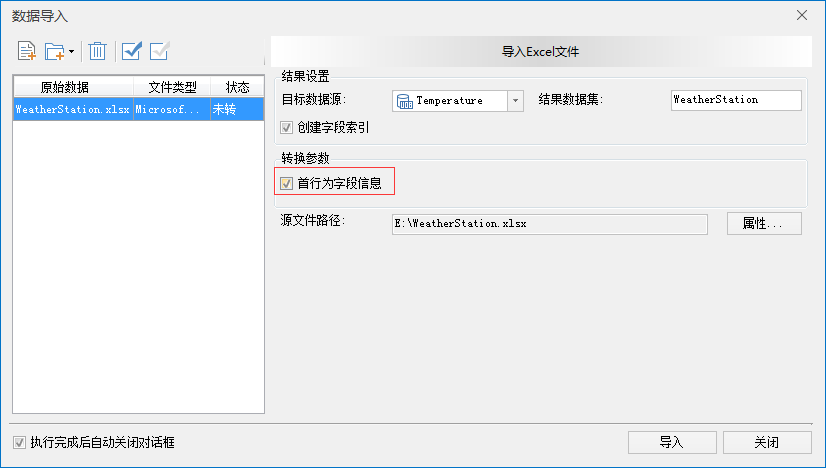 数据导入
导入Excel文件
原始数据 文件类型 状态
WeatherStation.xlsx Microsof... 未转
结果设置
目标数据源: Temperature 结果数据集: WeatherStation
创建字段索引
转换参数
首行为字段信息
源文件路径: E:\WeatherStation.xlsx 属性...
执行完成后自动关闭对话框 导入 关闭